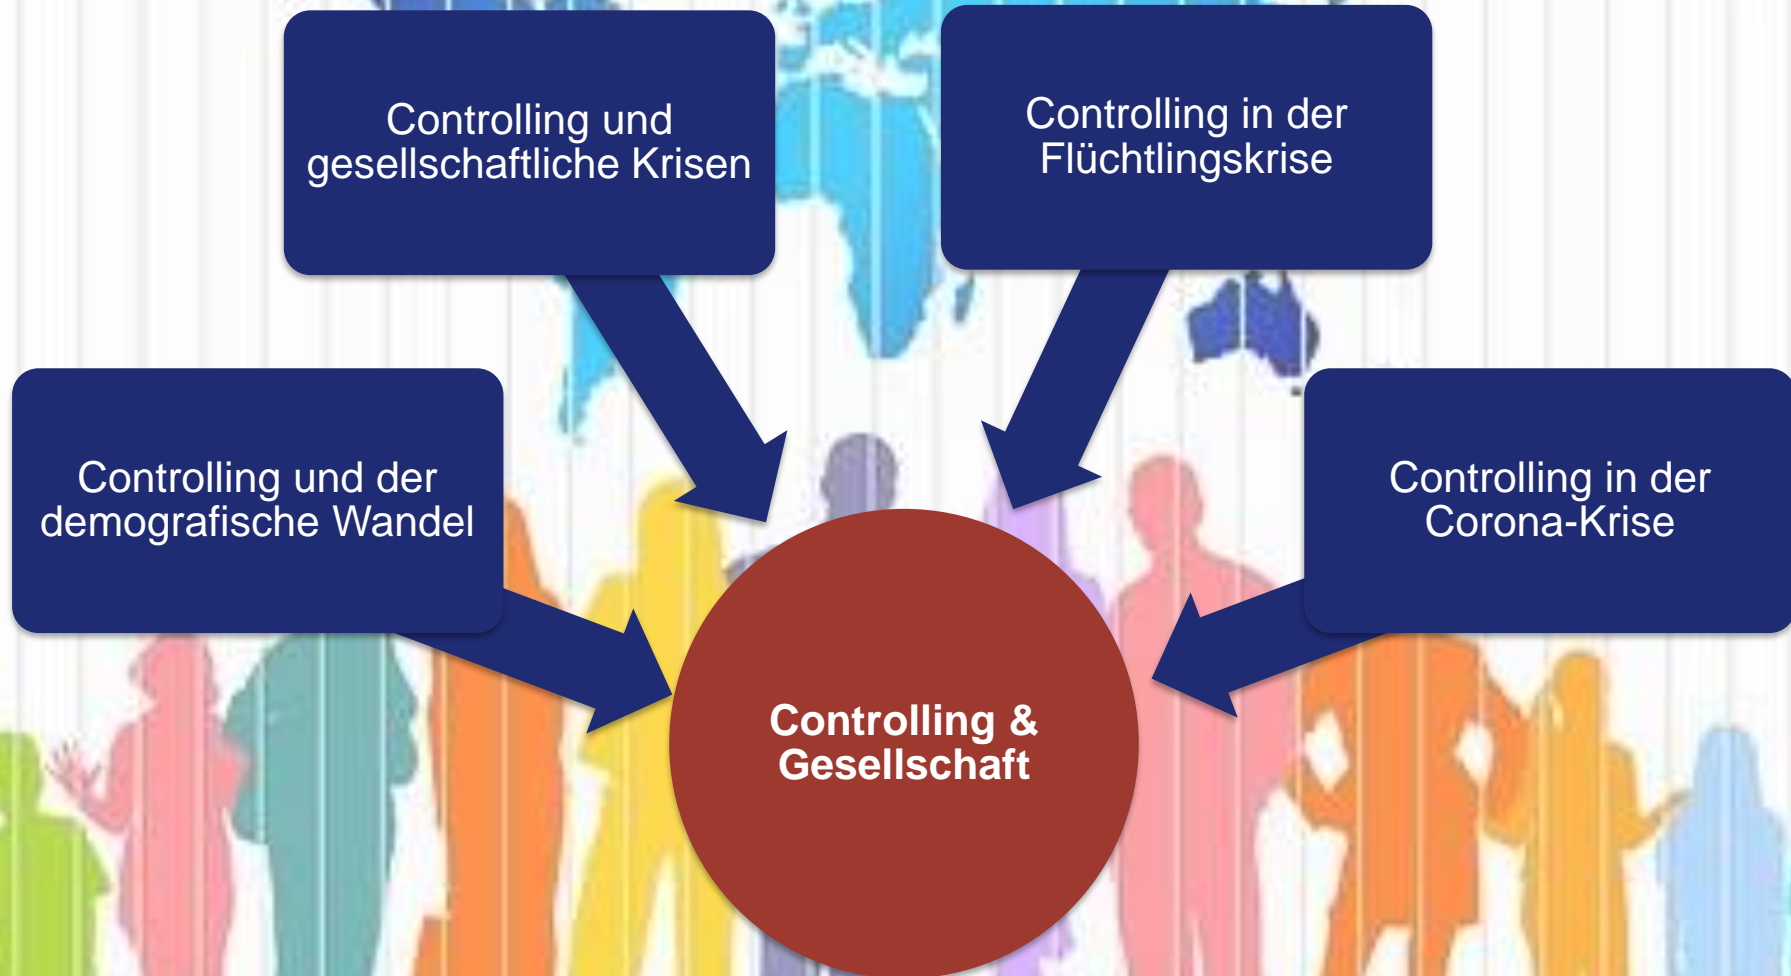 Controlling und
gesellschaftliche Krisen
Controlling in der
Flüchtlingskrise
Controlling und der
demografische Wandel
Controlling in der
Corona-Krise
Controlling &
Gesellschaft